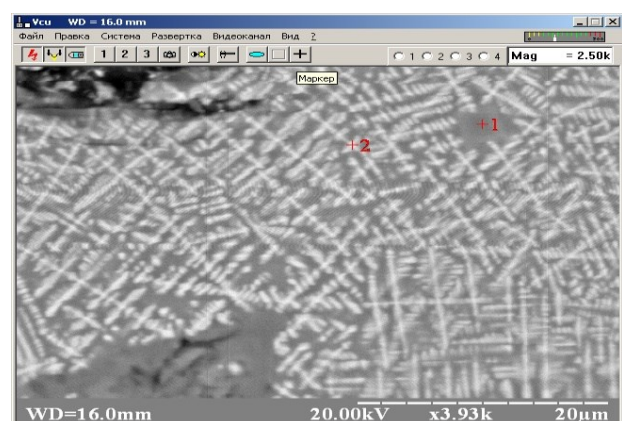 Vcu WD = 16.0 mm
Файл Правка Система Развертка Видеоканал Вид ?
1 2 3 1 2 3 4 Mag = 2.50k
Маркер
1
2
WD=16.0mm 20.00kV x3.93k 20µm